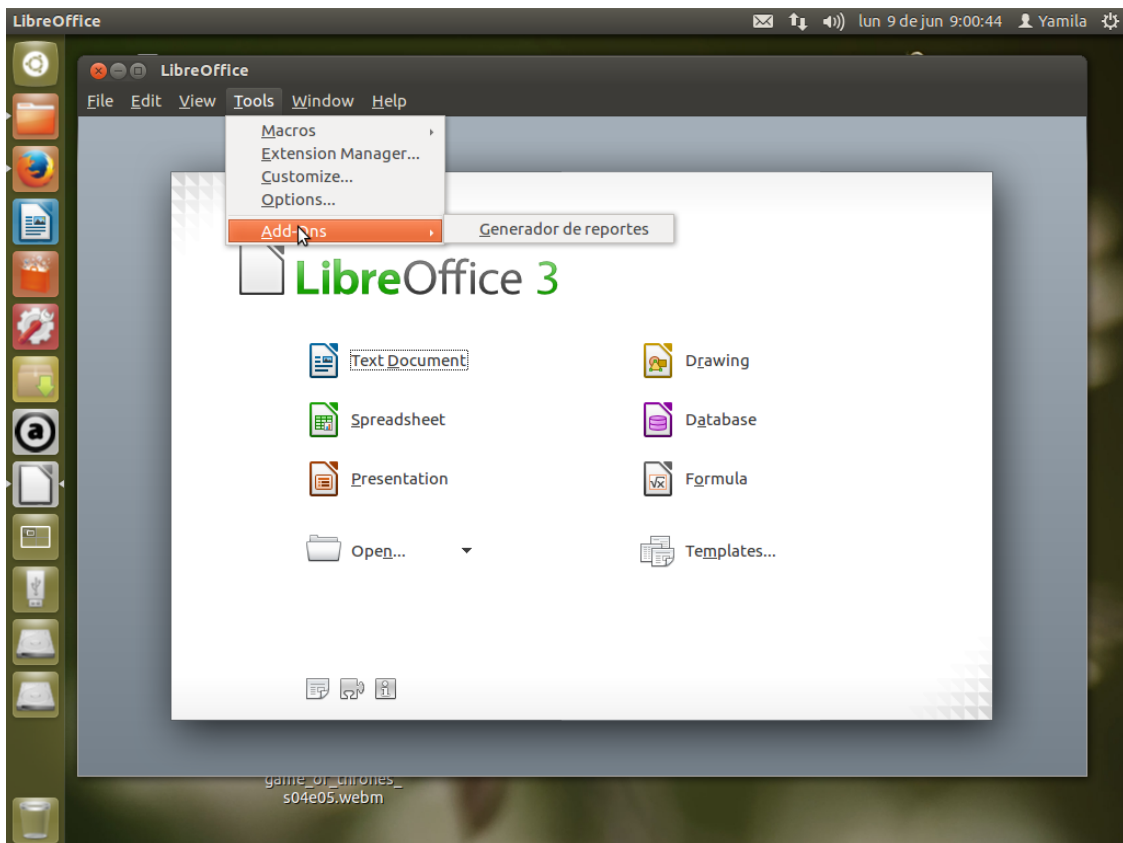 LibreOffice lun 9 de jun 9:00:44 Yamila
LibreOffice
File Edit View Tools Window Help
Macros
Extension Manager...
Customize...
Options...
Add-Ons Generador de reportes
LibreOffice 3
Text Document Drawing
Spreadsheet Database
Presentation Formula
Open... Templates...
game_of_thrones_
s04e05.webm